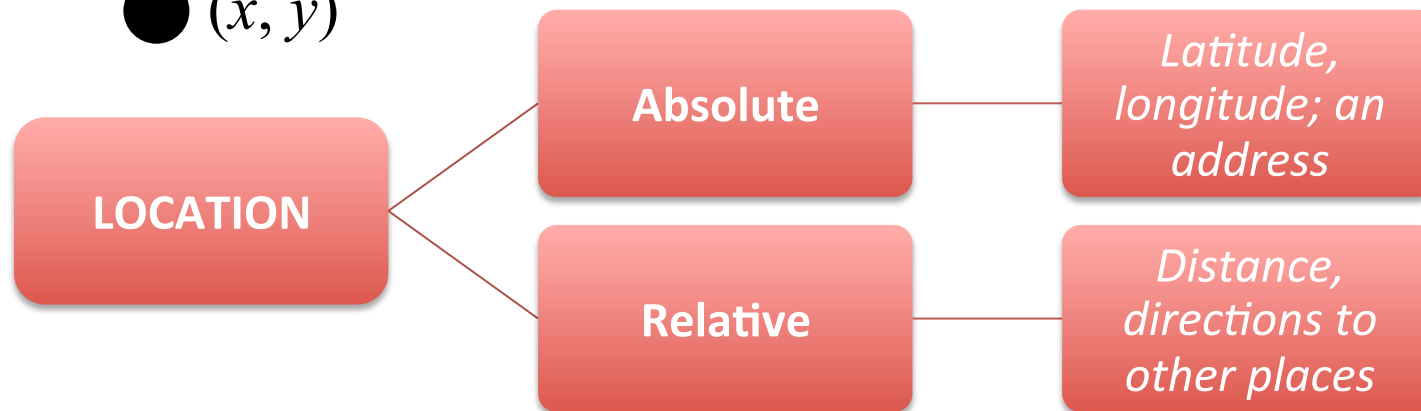 (x, y)
LOCATION
Absolute
Latitude,
longitude; an
address
Relative
Distance,
directions to
other places